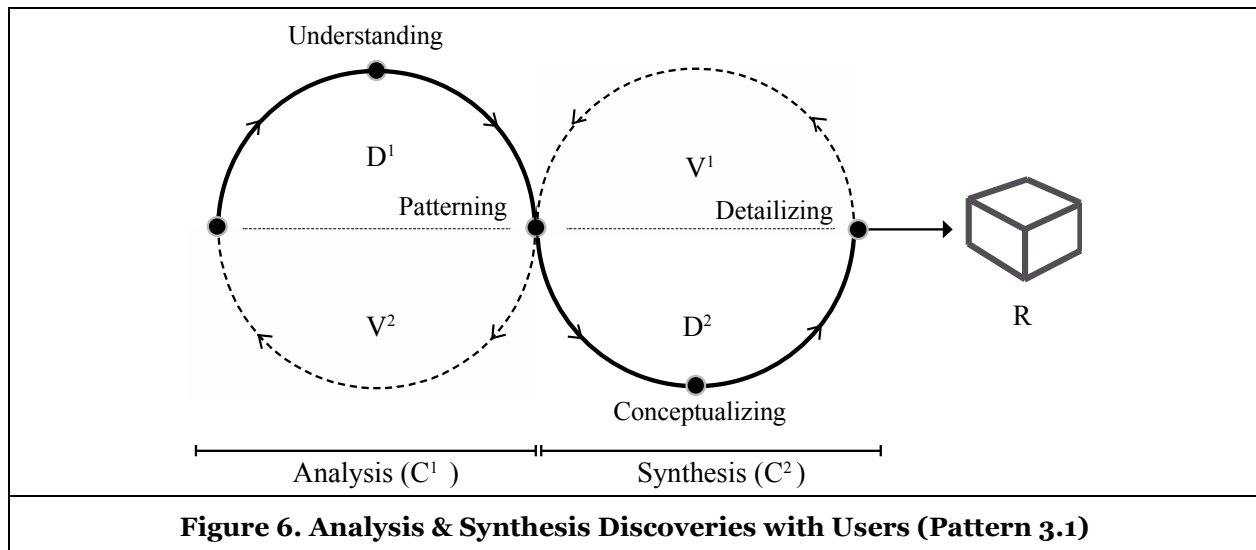 Understanding
D¹
V¹
Patterning
Detailizing
V²
D²
R
Conceptualizing
Analysis (C¹ )
Synthesis (C²)
Figure 6. Analysis & Synthesis Discoveries with Users (Pattern 3.1)